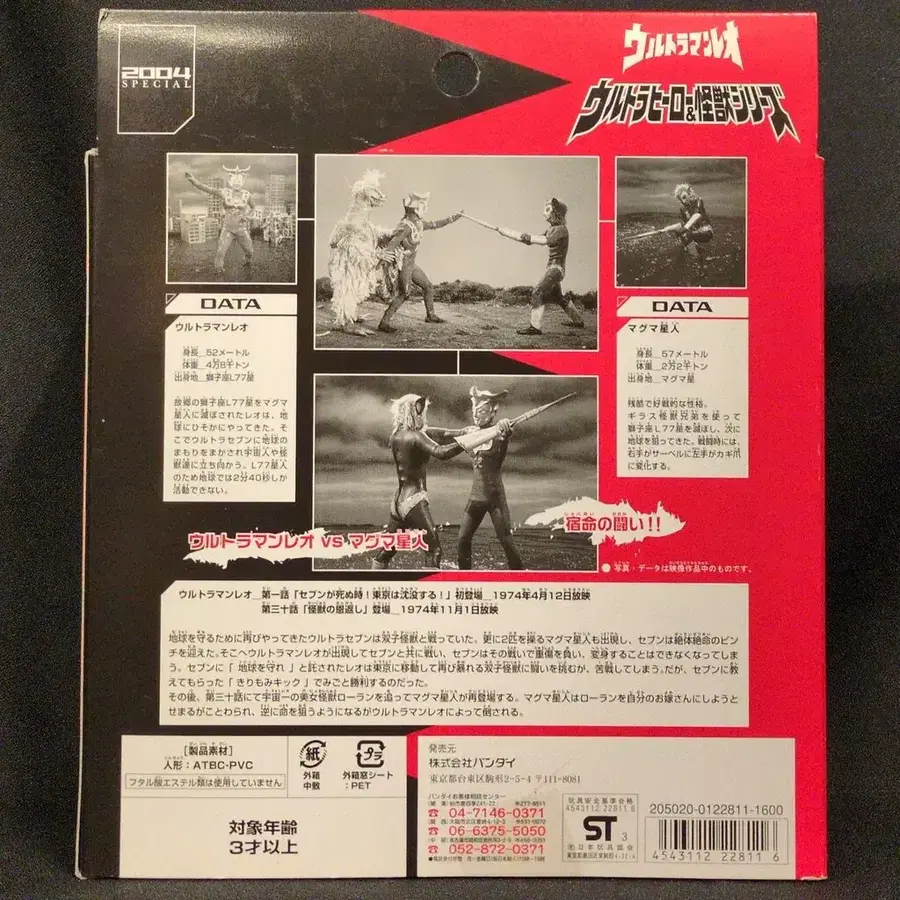 2004
SPECIAL
ウルトラマンレオ
ウルトラヒーロー&怪獣シリーズ
DATA
ウルトラマンレオ
身長_52メートル
体重_4万8千トン
出身地_獅子座L77星
故郷の獅子座L77星をマグマ
星人に滅ぼされたレオは、地
球にひそかにやってきた。そ
こでウルトラセブンに地球の
まもりをまかされ宇宙人や怪
獣達に立ち向かう。L77星人
のため地球では2分40秒しか
活動できない。
DATA
マグマ星人
身長_57メートル
体重_2万2千トン
出身地_マグマ星
残酷で好戦的な性格。
ギラス怪獣兄弟を使って
獅子座L77星を滅ぼし、次に
地球を狙ってきた。戦闘時には、
右手がサーベルに左手がカギ爪
に変化する。
宿命の闘い!!
ウルトラマンレオ vs マグマ星人
●写真・データは映像作品中のものです。
ウルトラマンレオ_第一話「セブンが死ぬ時!東京は沈没する!」初登場_1974年4月12日放映
第三十話「怪獣の恩返し」登場_1974年11月1日放映
地球を守るために再びやってきたウルトラセブンは双子怪獣と戦っていた。更に2匹を操るマグマ星人も出現し、セブンは絶体絶命のピン
チを迎えた。そこへウルトラマンレオが出現してセブンと共に戦い、セブンはその戦いで重傷を負い、変身することはできなくなってしま
う。セブンに「 地球を守れ 」と託されたレオは東京に移動して再び暴れる双子怪獣に闘いを挑むが、苦戦してしまう。だが、セブンに教
えてもらった「 きりもみキック 」でみごと勝利するのだった。
その後、第三十話にて宇宙一の美女怪獣ローランを追ってマグマ星人が再登場する。マグマ星人はローランを自分のお嫁さんにしようと
せまるがことわられ、逆に命を狙うようになるがウルトラマンレオによって倒される。
[製品素材]
人形:ATBC-PVC
フタル酸エステル類は使用していません
対象年齢
3才以上
紙
外箱
中敷
プラ
外箱窓シート
:PET
発売元
株式会社バンダイ
東京都台東区駒形2-5-4 〒111-8081
バンダイお客様相談センター
04-7146-0371
06-6375-5050
052-872-0371
玩具安全基準合格
4543112 22811 6
ST 3
(社)日本玩具協会
205020-0122811-1600
4543112 228116